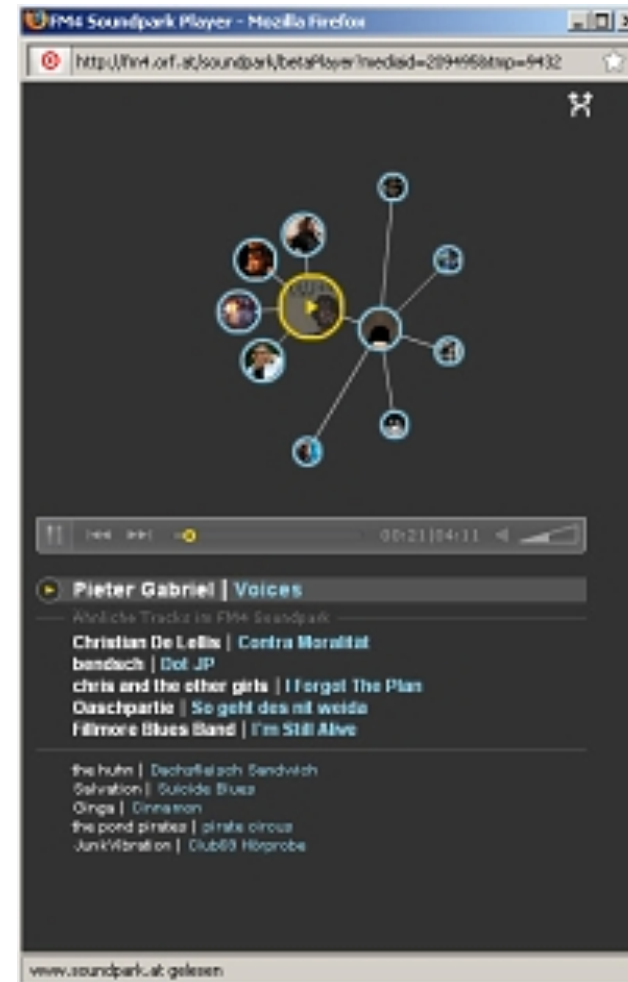 FM4 Soundpark Player - Mozilla Firefox
http://fm4.orf.at/soundpark/betaPlayer?mediaid=209495&tmp=9432
00:21|04:11
Pieter Gabriel | Voices
Ähnliche Tracks im FM4 Soundpark
Christian De Lellis | Contra Moralität
bendsch | Dot JP
chris and the other girls | I Forgot The Plan
Oaschpartie | So geht des nit weida
Fillmore Blues Band | I'm Still Alive
the huhn | Dachsfleisch Sandwich
Salvation | Suicide Blues
Ginga | Cinnamon
the pond pirates | pirate circus
JunkVibration | Club69 Hörprobe
www.soundpark.at gelesen